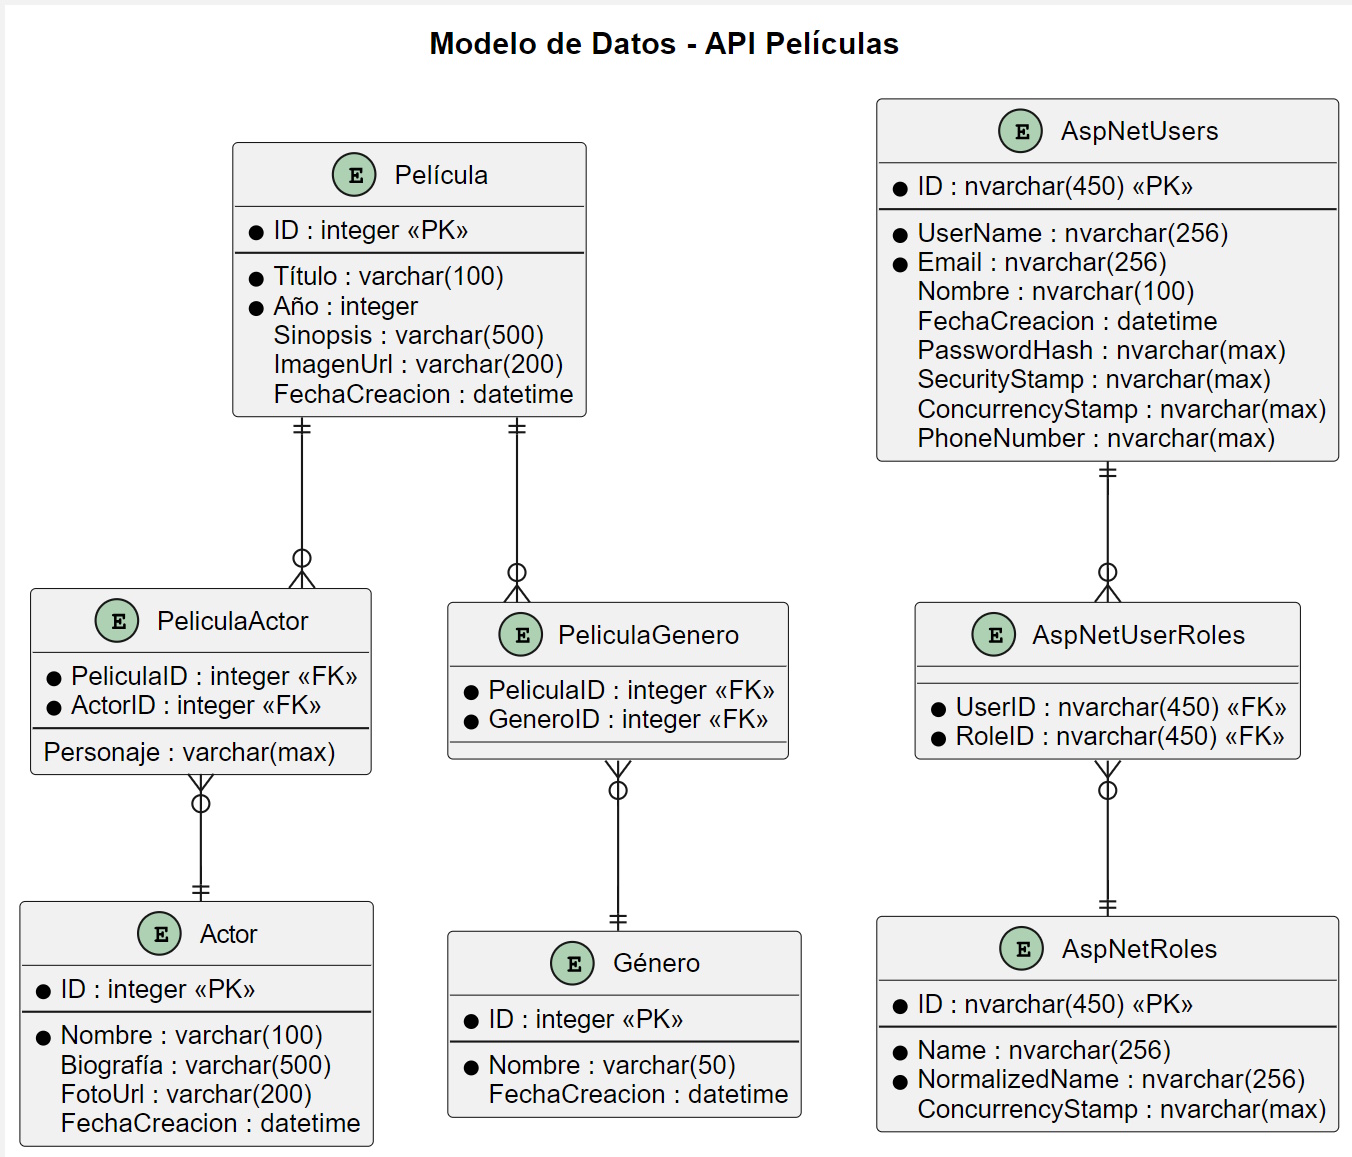 Modelo de Datos - API Películas
E Película
ID : integer «PK»
Título : varchar(100)
Año : integer
Sinopsis : varchar(500)
ImagenUrl : varchar(200)
FechaCreacion : datetime
E AspNetUsers
ID : nvarchar(450) «PK»
UserName : nvarchar(256)
Email : nvarchar(256)
Nombre : nvarchar(100)
FechaCreacion : datetime
PasswordHash : nvarchar(max)
SecurityStamp : nvarchar(max)
ConcurrencyStamp : nvarchar(max)
PhoneNumber : nvarchar(max)
E PeliculaActor
PeliculaID : integer «FK»
ActorID : integer «FK»
Personaje : varchar(max)
E PeliculaGenero
PeliculaID : integer «FK»
GeneroID : integer «FK»
E AspNetUserRoles
UserID : nvarchar(450) «FK»
RoleID : nvarchar(450) «FK»
E Actor
ID : integer «PK»
Nombre : varchar(100)
Biografía : varchar(500)
FotoUrl : varchar(200)
FechaCreacion : datetime
E Género
ID : integer «PK»
Nombre : varchar(50)
FechaCreacion : datetime
E AspNetRoles
ID : nvarchar(450) «PK»
Name : nvarchar(256)
NormalizedName : nvarchar(256)
ConcurrencyStamp : nvarchar(max)